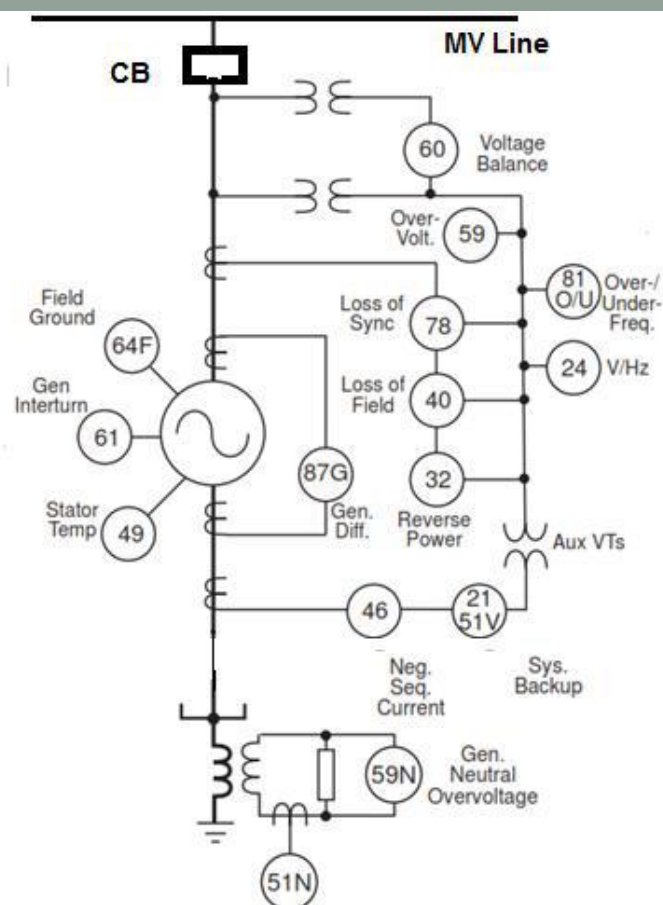 MV Line
CB
60
Voltage
Balance
Over-
Volt.
59
81
O/U
Over-/
Under-
Freq.
Field
Ground
64F
Loss of
Sync
78
24
V/Hz
Gen
Interturn
61
Loss of
Field
40
87G
Gen.
Diff.
32
Reverse
Power
Stator
Temp
49
Aux VTs
46
21
51V
Neg.
Seq.
Current
Sys.
Backup
59N
Gen.
Neutral
Overvoltage
51N